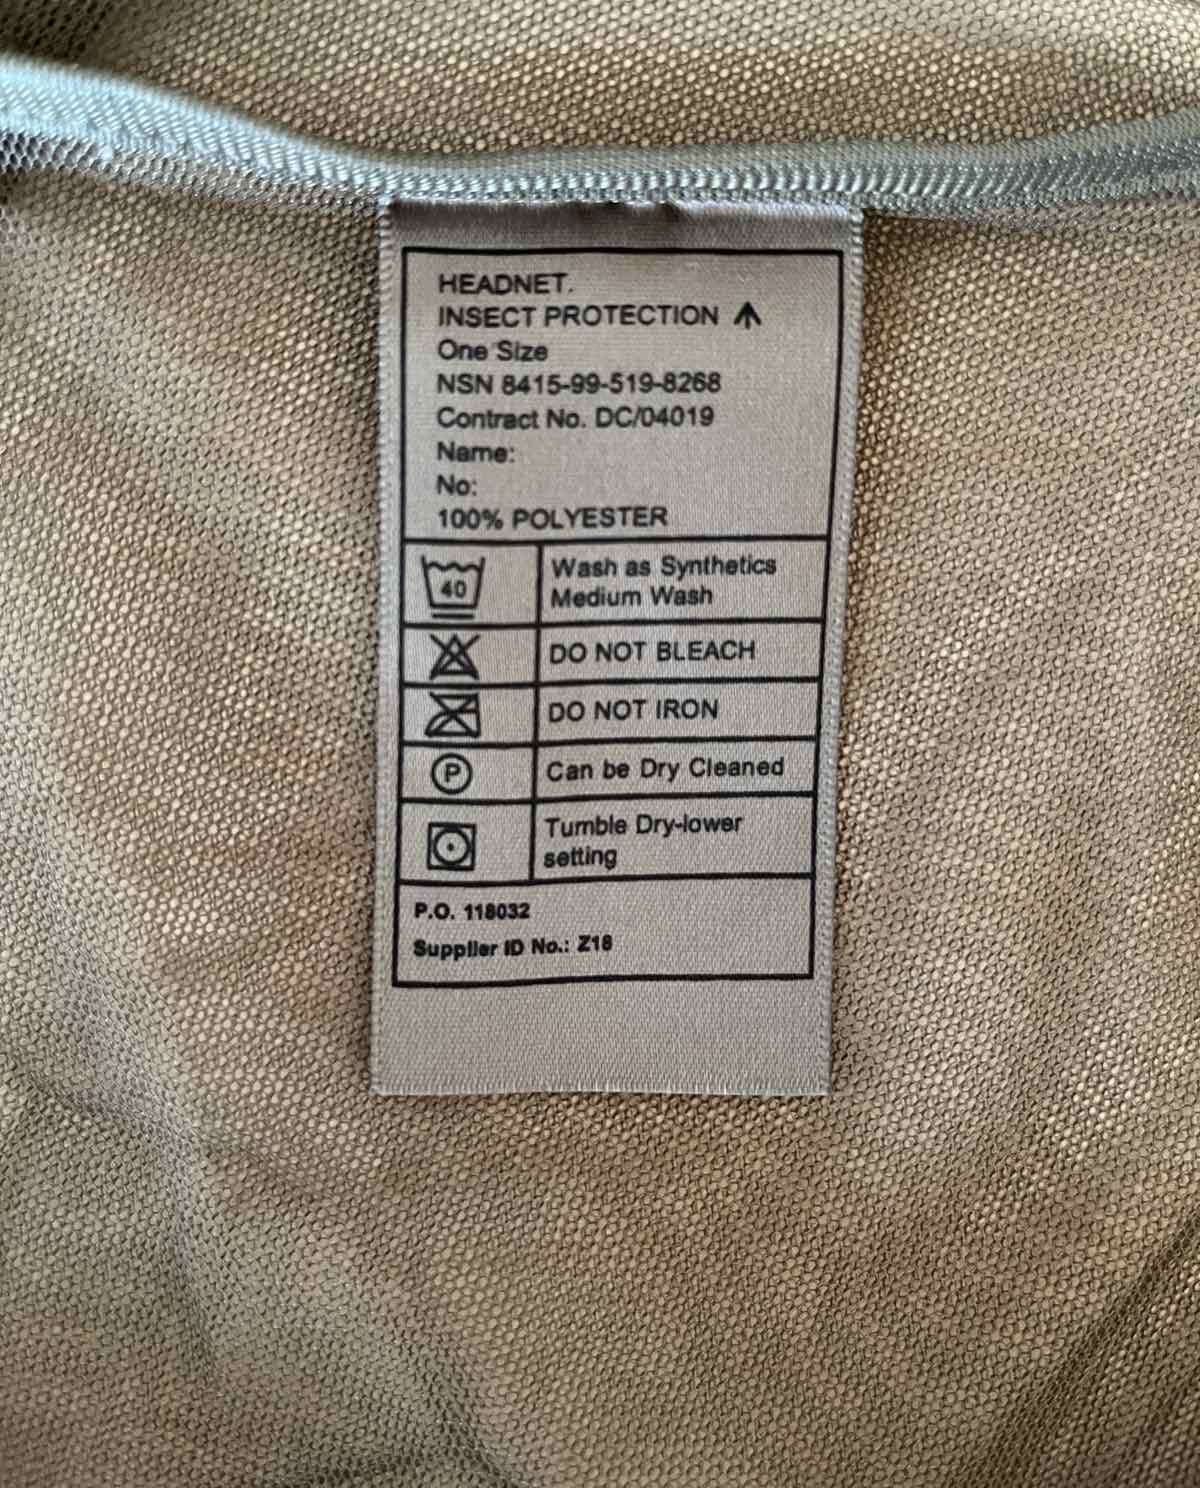 HEADNET.
INSECT PROTECTION
One Size
NSN 8415-99-519-8268
Contract No. DC/04019
Name:
No:
100% POLYESTER
40
Wash as Synthetics
Medium Wash
DO NOT BLEACH
DO NOT IRON
P
Can be Dry Cleaned
Tumble Dry-lower
setting
P.O. 118032
Supplier ID No.: Z18